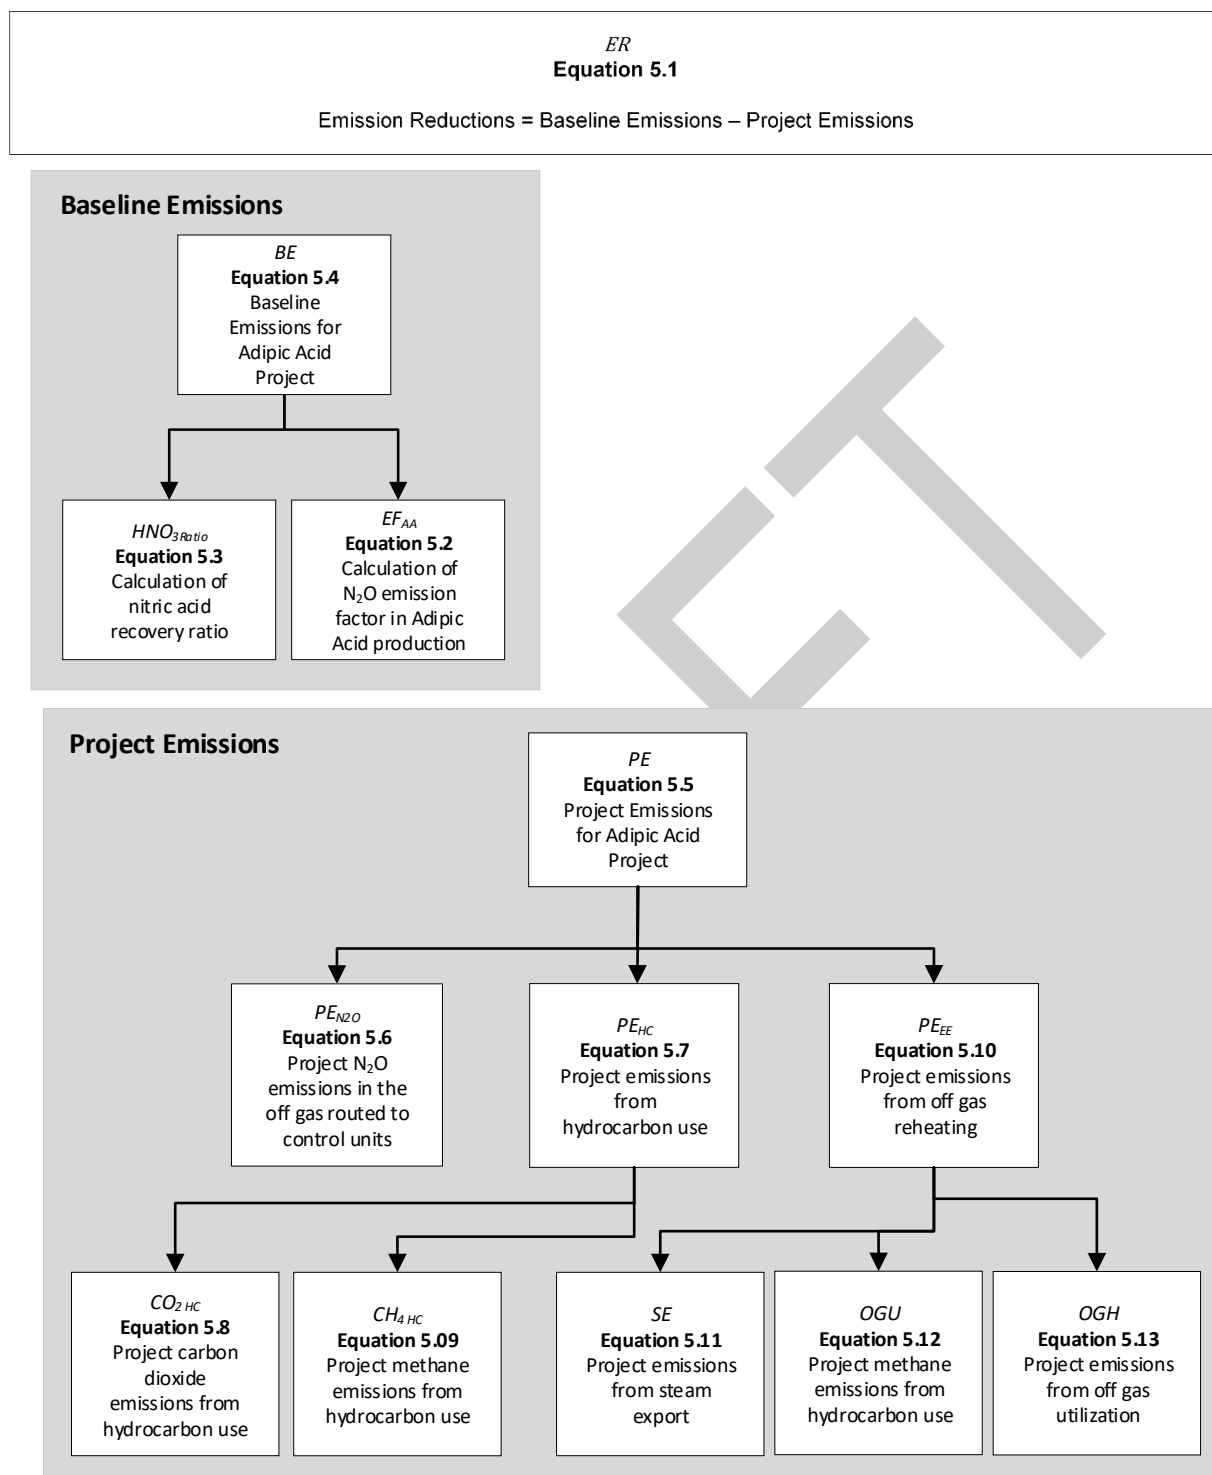 ER
Equation 5.1
Emission Reductions = Baseline Emissions – Project Emissions
Baseline Emissions
BE
Equation 5.4
Baseline
Emissions for
Adipic Acid
Project
HNO3Ratio
Equation 5.3
Calculation of
nitric acid
recovery ratio
EFAA
Equation 5.2
Calculation of
N2O emission
factor in Adipic
Acid production
Project Emissions
PE
Equation 5.5
Project Emissions
for Adipic Acid
Project
PEN2O
Equation 5.6
Project N2O
emissions in the
off gas routed to
control units
PEHC
Equation 5.7
Project emissions
from
hydrocarbon use
PEEE
Equation 5.10
Project emissions
from off gas
reheating
CO2 HC
Equation 5.8
Project carbon
dioxide
emissions from
hydrocarbon use
CH4 HC
Equation 5.09
Project methane
emissions from
hydrocarbon use
SE
Equation 5.11
Project emissions
from steam
export
OGU
Equation 5.12
Project methane
emissions from
hydrocarbon use
OGH
Equation 5.13
Project emissions
from off gas
utilization